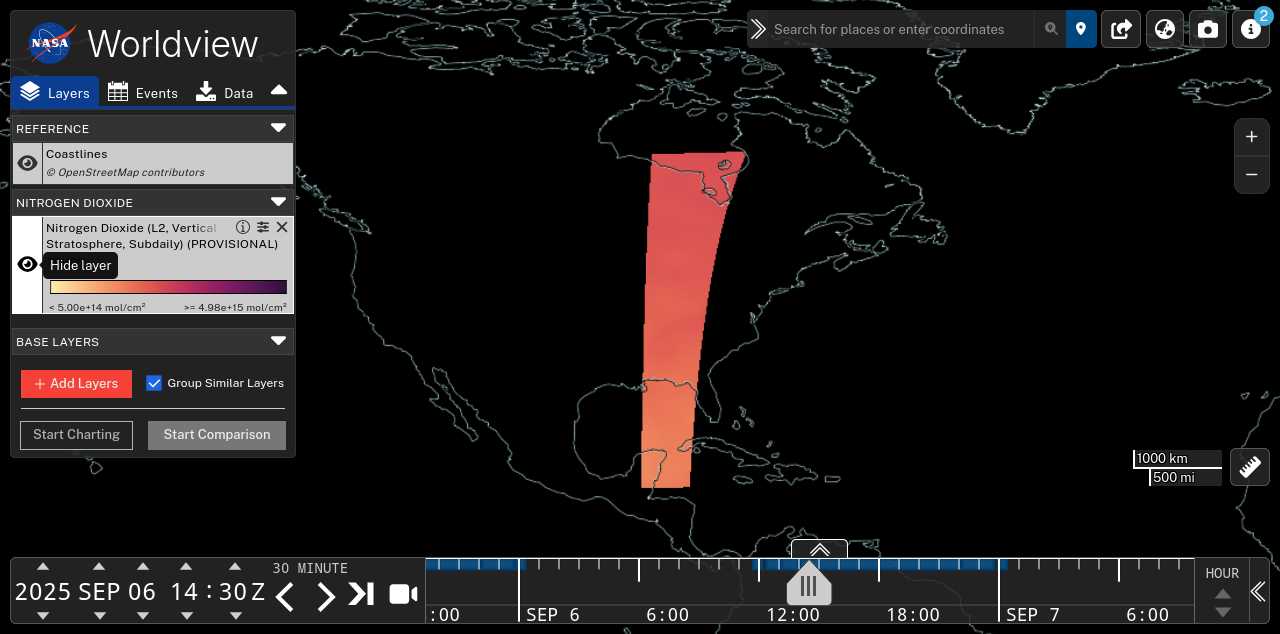 NASA
Worldview
Layers
Events
Data
REFERENCE
Coastlines
© OpenStreetMap contributors
NITROGEN DIOXIDE
Nitrogen Dioxide (L2, Vertical
Stratosphere, Subdaily) (PROVISIONAL)
Hide layer
< 5.00e+14 mol/cm²
>= 4.98e+15 mol/cm²
BASE LAYERS
+ Add Layers
Group Similar Layers
Start Charting
Start Comparison
Search for places or enter coordinates
2
+
−
1000 km
500 mi
2025 SEP 06 14 : 30 Z
30 MINUTE
:00
SEP 6
6:00
12:00
18:00
SEP 7
6:00
HOUR